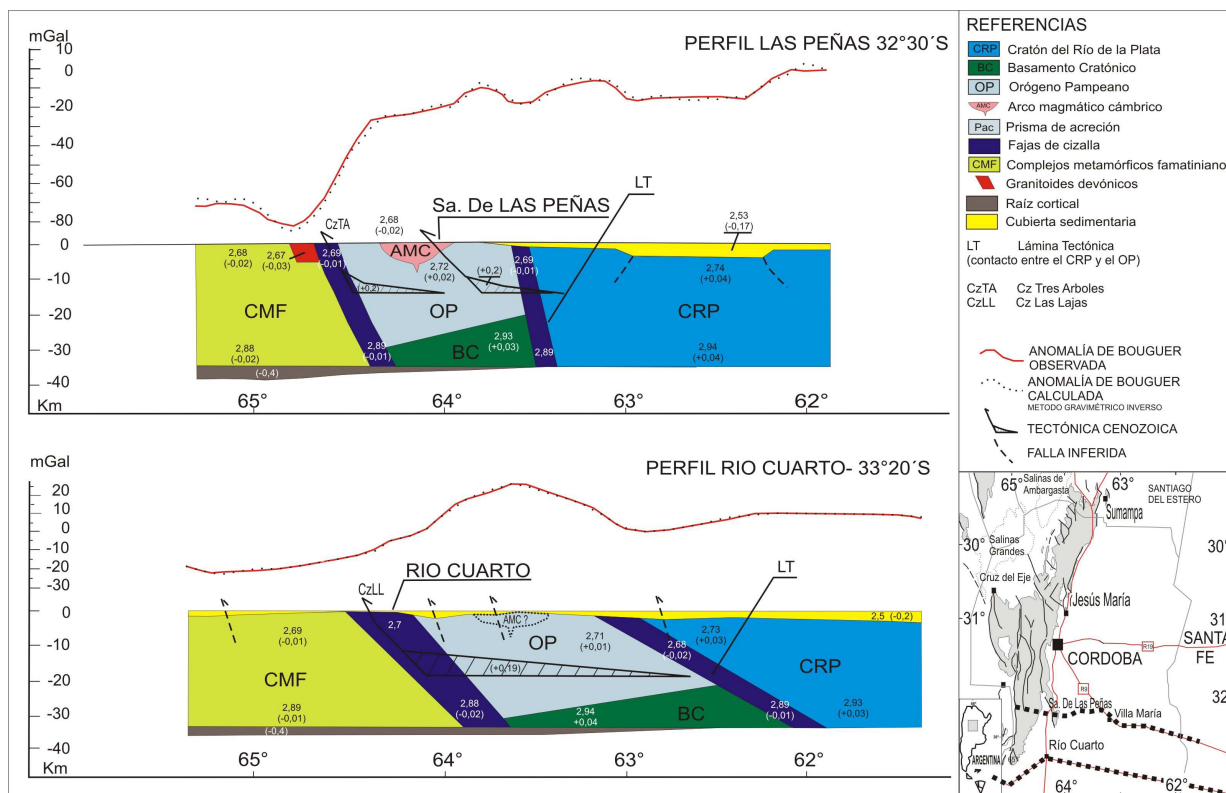 PERFIL LAS PEÑAS 32°30´S
mGal
10
0
-20
-40
-60
-80
0
-10
-20
-30
-40
Km
65°
64°
63°
62°
CzTA
2,68
(-0,02)
Sa. De LAS PEÑAS
LT
2,53
(-0,17)
2,68
(-0,02)
2,67
(-0,03)
2,69
(-0,01)
AMC
2,72
(+0,02)
(+0,2)
(+0,2)
2,69
(-0,01)
2,74
(+0,04)
CMF
OP
CRP
BC
2,93
(+0,03)
2,88
(-0,02)
2,89
(-0,01)
2,89
2,94
(+0,04)
(-0,4)
PERFIL RIO CUARTO- 33°20´S
mGal
20
10
0
-10
-20
-30
0
-10
-20
-30
-40
Km
65°
64°
63°
62°
CzLL
RIO CUARTO
LT
2,7
AMC ?
OP
2,71
(+0,01)
2,68
(-0,02)
2,73
(+0,03)
2,5 (-0,2)
2,69
(-0,01)
(+0,19)
CMF
CRP
BC
2,89
(-0,01)
2,88
(-0,02)
2,94
+0,04
2,89
(-0,01)
2,93
(+0,03)
(-0,4)
REFERENCIAS
CRP Cratón del Río de la Plata
BC Basamento Cratónico
OP Orógeno Pampeano
AMC Arco magmático cámbrico
Pac Prisma de acreción
Fajas de cizalla
CMF Complejos metamórficos famatiniano
Granitoides devónicos
Raíz cortical
Cubierta sedimentaria
LT Lámina Tectónica
(contacto entre el CRP y el OP)
CzTA Cz Tres Arboles
CzLL Cz Las Lajas
ANOMALÍA DE BOUGUER
OBSERVADA
ANOMALÍA DE BOUGUER
CALCULADA
METODO GRAVIMÉTRICO INVERSO
TECTÓNICA CENOZOICA
FALLA INFERIDA
65°
Salinas de
Ambargasta
63°
SANTIAGO
DEL ESTERO
Sumampa
30°
Salinas
Grandes
30°
Cruz del Eje
31°
Jesús María
31
CORDOBA
R19
SANTA
FE
32
R9
Sa. De Las Peñas
Villa María
32
Río Cuarto
ARGENTINA
64°
62°